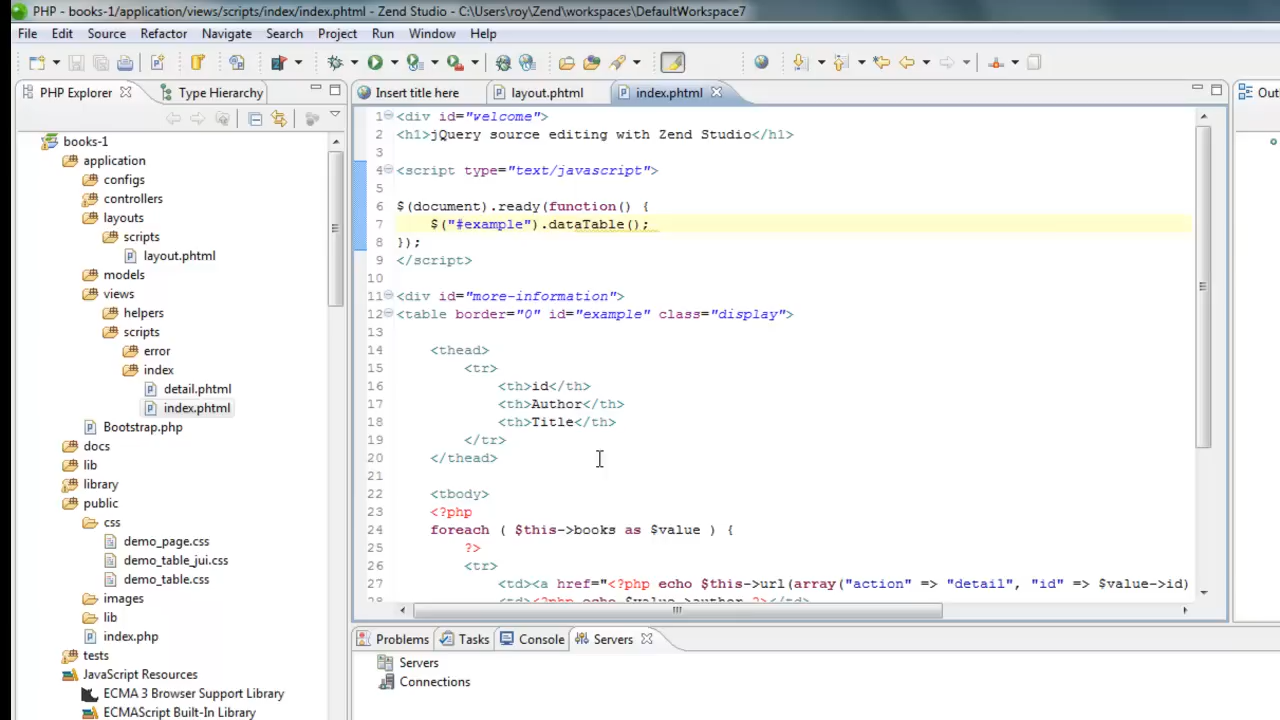 PHP - books-1/application/views/scripts/index/index.phtml - Zend Studio - C:\Users\roy\Zend\workspaces\DefaultWorkspace7
File Edit Source Refactor Navigate Search Project Run Window Help
PHP Explorer Type Hierarchy
books-1
application
configs
controllers
layouts
scripts
layout.phtml
models
views
helpers
scripts
error
index
detail.phtml
index.phtml
Bootstrap.php
docs
lib
library
public
css
demo_page.css
demo_table_jui.css
demo_table.css
images
lib
index.php
tests
JavaScript Resources
ECMA 3 Browser Support Library
ECMAScript Built-In Library
Insert title here layout.phtml index.phtml
1 <div id="welcome">
2 <h1>jQuery source editing with Zend Studio</h1>
3
4 <script type="text/javascript">
5
6 $(document).ready(function() {
7 $("#example").dataTable();
8 });
9 </script>
10
11 <div id="more-information">
12 <table border="0" id="example" class="display">
13
14 <thead>
15 <tr>
16 <th>id</th>
17 <th>Author</th>
18 <th>Title</th>
19 </tr>
20 </thead>
21
22 <tbody>
23 <?php
24 foreach ( $this->books as $value ) {
25 ?>
26 <tr>
27 <td><a href="<?php echo $this->url(array("action" => "detail", "id" => $value->id)
28 <td><?php echo $value->author ?></td>
Problems Tasks Console Servers
Servers
Connections
Outl